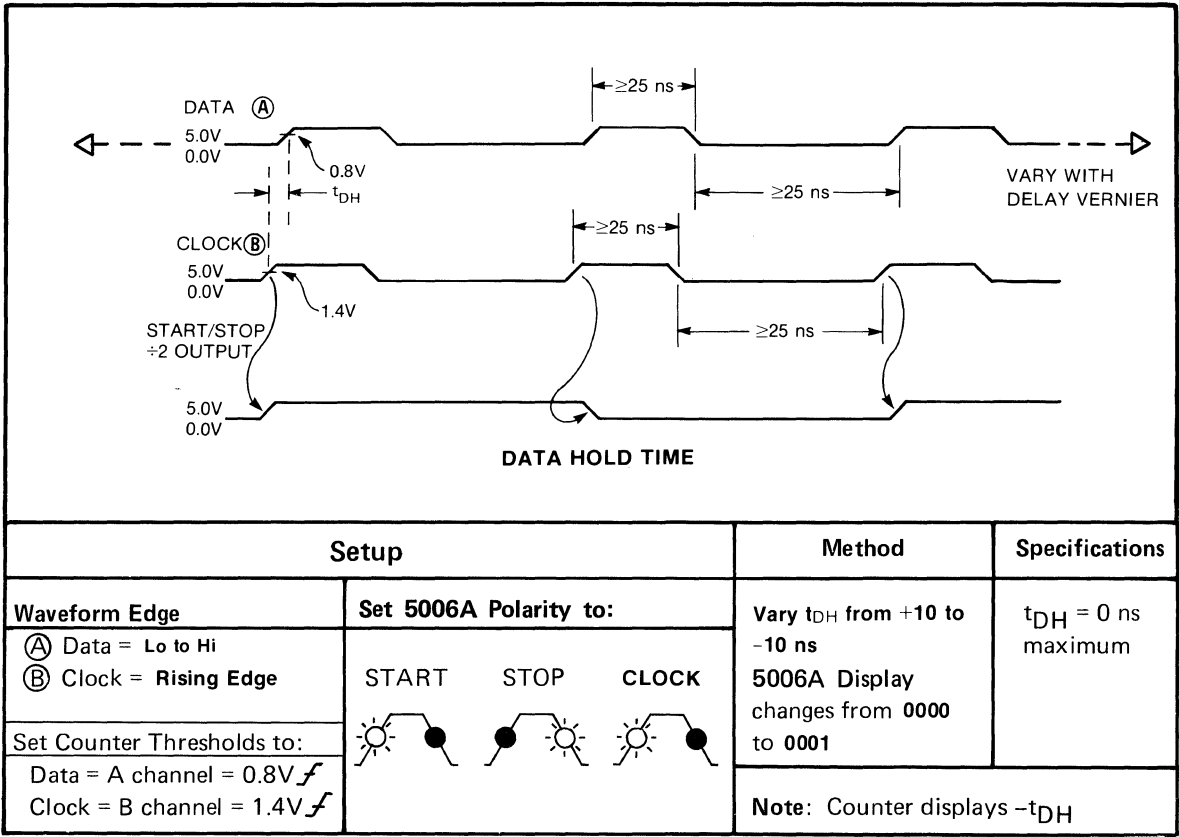 ≥25 ns
DATA Ⓐ
5.0V
0.0V
0.8V
tDH
≥25 ns
VARY WITH
DELAY VERNIER
≥25 ns
CLOCK Ⓑ
5.0V
0.0V
1.4V
START/STOP
÷2 OUTPUT
≥25 ns
5.0V
0.0V
DATA HOLD TIME
Setup
Method
Specifications
Waveform Edge
Ⓐ Data = Lo to Hi
Ⓑ Clock = Rising Edge
Set Counter Thresholds to:
Data = A channel = 0.8V
Clock = B channel = 1.4V
Set 5006A Polarity to:
START STOP CLOCK
Vary tDH from +10 to
-10 ns
5006A Display
changes from 0000
to 0001
tDH = 0 ns
maximum
Note: Counter displays –tDH